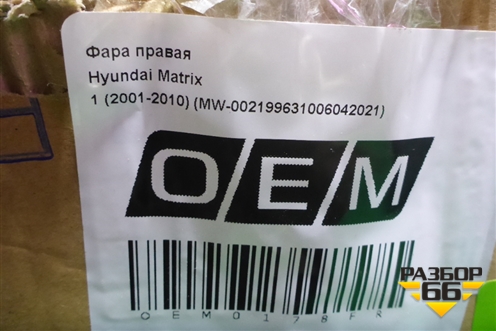 Фара правая
Hyundai Matrix
1 (2001-2010) (MW-002199631006042021)
OEM
OEM0178FR
РАЗБОР
66